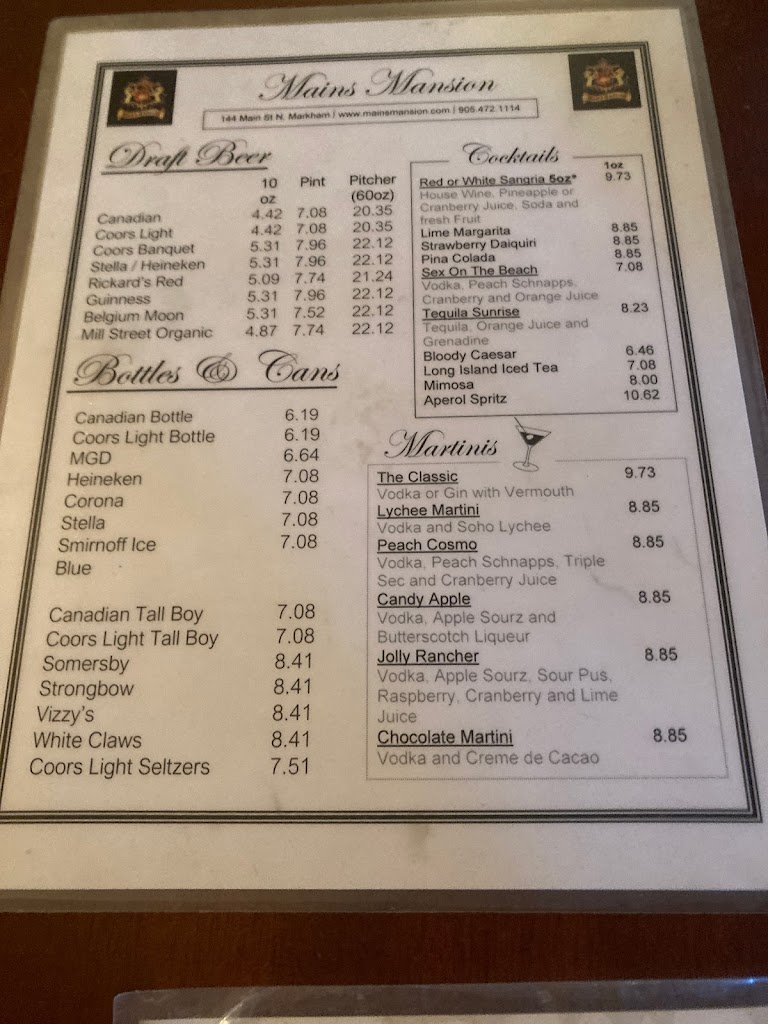 Mains Mansion
144 Main St N. Markham | www.mainsmansion.com | 905.472.1114
Draft Beer
10 oz Pint Pitcher (60oz)
Canadian 4.42 7.08 20.35
Coors Light 4.42 7.08 20.35
Coors Banquet 5.31 7.96 22.12
Stella / Heineken 5.31 7.96 22.12
Rickard's Red 5.09 7.74 21.24
Guinness 5.31 7.96 22.12
Belgium Moon 5.31 7.52 22.12
Mill Street Organic 4.87 7.74 22.12
Bottles & Cans
Canadian Bottle 6.19
Coors Light Bottle 6.19
MGD 6.64
Heineken 7.08
Corona 7.08
Stella 7.08
Smirnoff Ice 7.08
Blue
Canadian Tall Boy 7.08
Coors Light Tall Boy 7.08
Somersby 8.41
Strongbow 8.41
Vizzy's 8.41
White Claws 8.41
Coors Light Seltzers 7.51
Cocktails
1oz
Red or White Sangria 5oz* 9.73
House Wine, Pineapple or
Cranberry Juice, Soda and
fresh Fruit
Lime Margarita 8.85
Strawberry Daiquiri 8.85
Pina Colada 8.85
Sex On The Beach 7.08
Vodka, Peach Schnapps,
Cranberry and Orange Juice
Tequila Sunrise 8.23
Tequila, Orange Juice and
Grenadine
Bloody Caesar 6.46
Long Island Iced Tea 7.08
Mimosa 8.00
Aperol Spritz 10.62
Martinis
The Classic 9.73
Vodka or Gin with Vermouth
Lychee Martini 8.85
Vodka and Soho Lychee
Peach Cosmo 8.85
Vodka, Peach Schnapps, Triple
Sec and Cranberry Juice
Candy Apple 8.85
Vodka, Apple Sourz and
Butterscotch Liqueur
Jolly Rancher 8.85
Vodka, Apple Sourz, Sour Pus,
Raspberry, Cranberry and Lime
Juice
Chocolate Martini 8.85
Vodka and Creme de Cacao